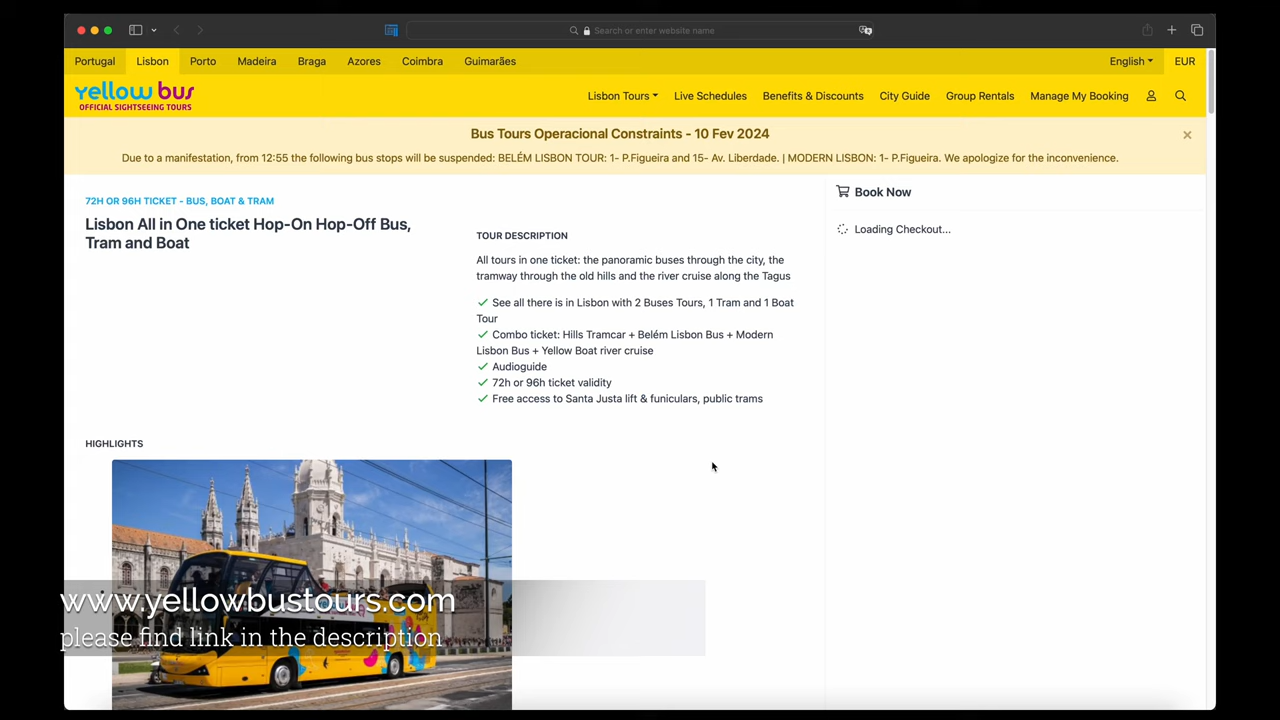 Search or enter website name
Portugal Lisbon Porto Madeira Braga Azores Coimbra Guimarães English EUR
yellow bus
OFFICIAL SIGHTSEEING TOURS
Lisbon Tours Live Schedules Benefits & Discounts City Guide Group Rentals Manage My Booking
Bus Tours Operacional Constraints - 10 Fev 2024
Due to a manifestation, from 12:55 the following bus stops will be suspended: BELÉM LISBON TOUR: 1- P.Figueira and 15- Av. Liberdade. | MODERN LISBON: 1- P.Figueira. We apologize for the inconvenience.
72H OR 96H TICKET - BUS, BOAT & TRAM
Lisbon All in One ticket Hop-On Hop-Off Bus,
Tram and Boat
TOUR DESCRIPTION
All tours in one ticket: the panoramic buses through the city, the
tramway through the old hills and the river cruise along the Tagus
See all there is in Lisbon with 2 Buses Tours, 1 Tram and 1 Boat
Tour
Combo ticket: Hills Tramcar + Belém Lisbon Bus + Modern
Lisbon Bus + Yellow Boat river cruise
Audioguide
72h or 96h ticket validity
Free access to Santa Justa lift & funiculars, public trams
Book Now
Loading Checkout...
HIGHLIGHTS
www.yellowbustours.com
please find link in the description